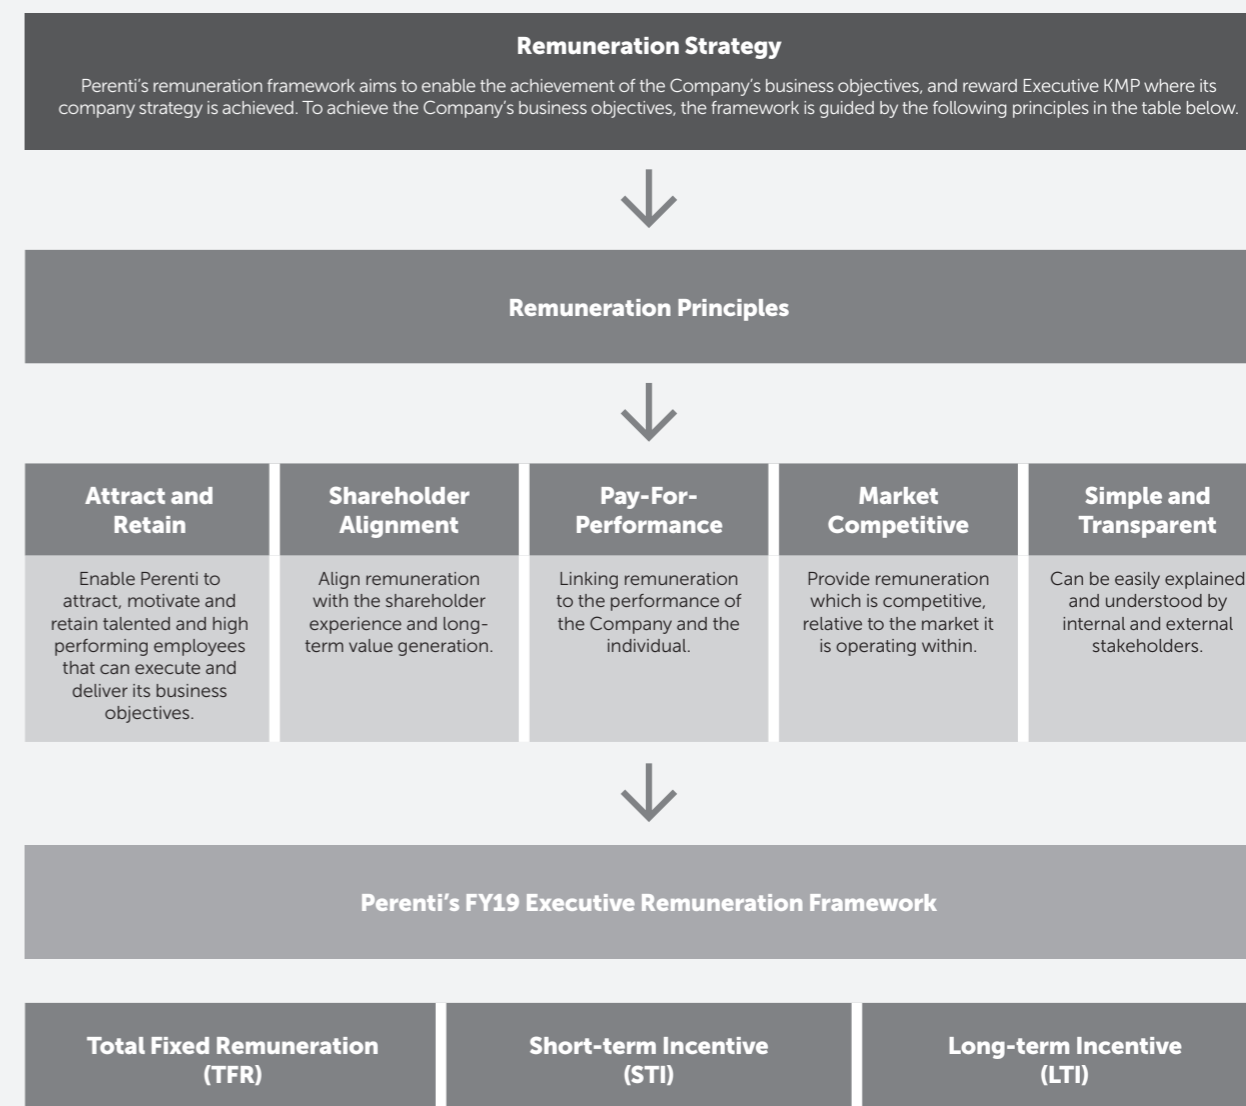 Remuneration Strategy
Perenti's remuneration framework aims to enable the achievement of the Company's business objectives, and reward Executive KMP where its
company strategy is achieved. To achieve the Company's business objectives, the framework is guided by the following principles in the table below.
Remuneration Principles
Attract and
Retain
Enable Perenti to
attract, motivate and
retain talented and high
performing employees
that can execute and
deliver its business
objectives.
Shareholder
Alignment
Align remuneration
with the shareholder
experience and long-
term value generation.
Pay-For-
Performance
Linking remuneration
to the performance of
the Company and the
individual.
Market
Competitive
Provide remuneration
which is competitive,
relative to the market it
is operating within.
Simple and
Transparent
Can be easily explained
and understood by
internal and external
stakeholders.
Perenti's FY19 Executive Remuneration Framework
Total Fixed Remuneration
(TFR)
Short-term Incentive
(STI)
Long-term Incentive
(LTI)